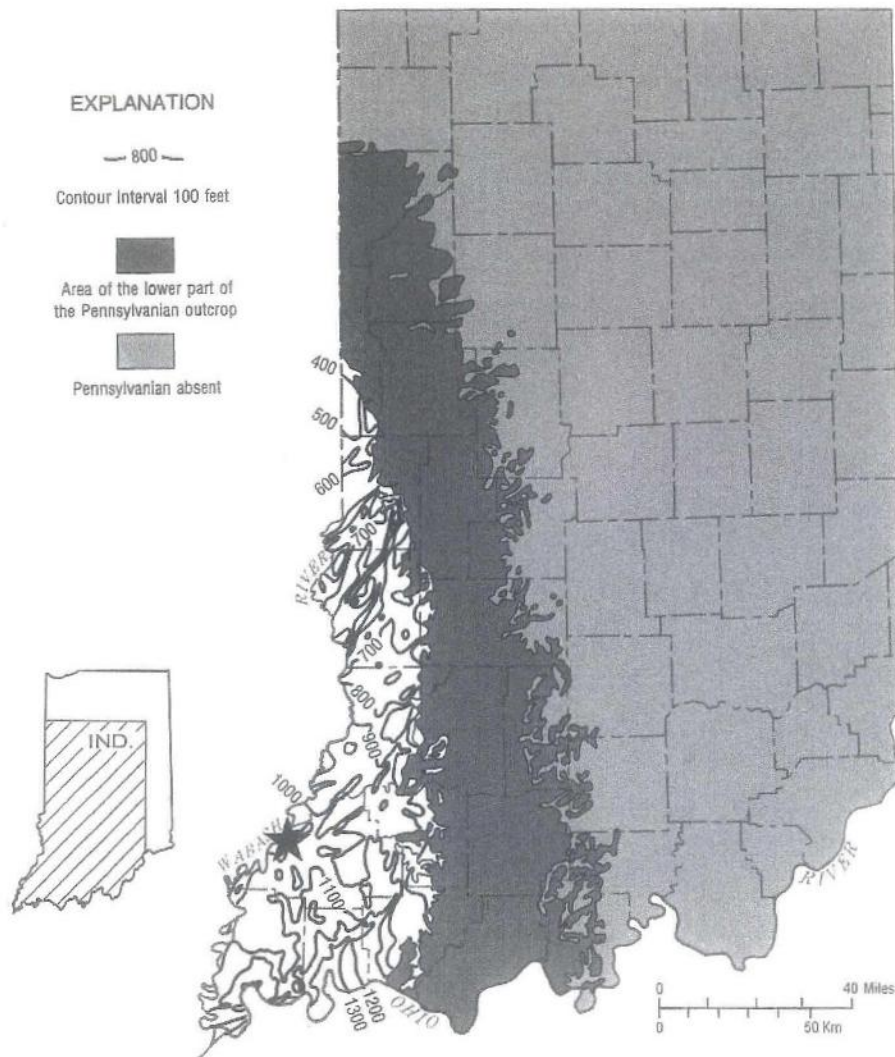 EXPLANATION
800
Contour Interval 100 feet
Area of the lower part of
the Pennsylvanian outcrop
Pennsylvanian absent
400
500
600
700
RIVER
700
800
900
1000
WABASH
1100
1200
1300
OHIO
RIVER
IND.
0 40 Miles
0 50 Km